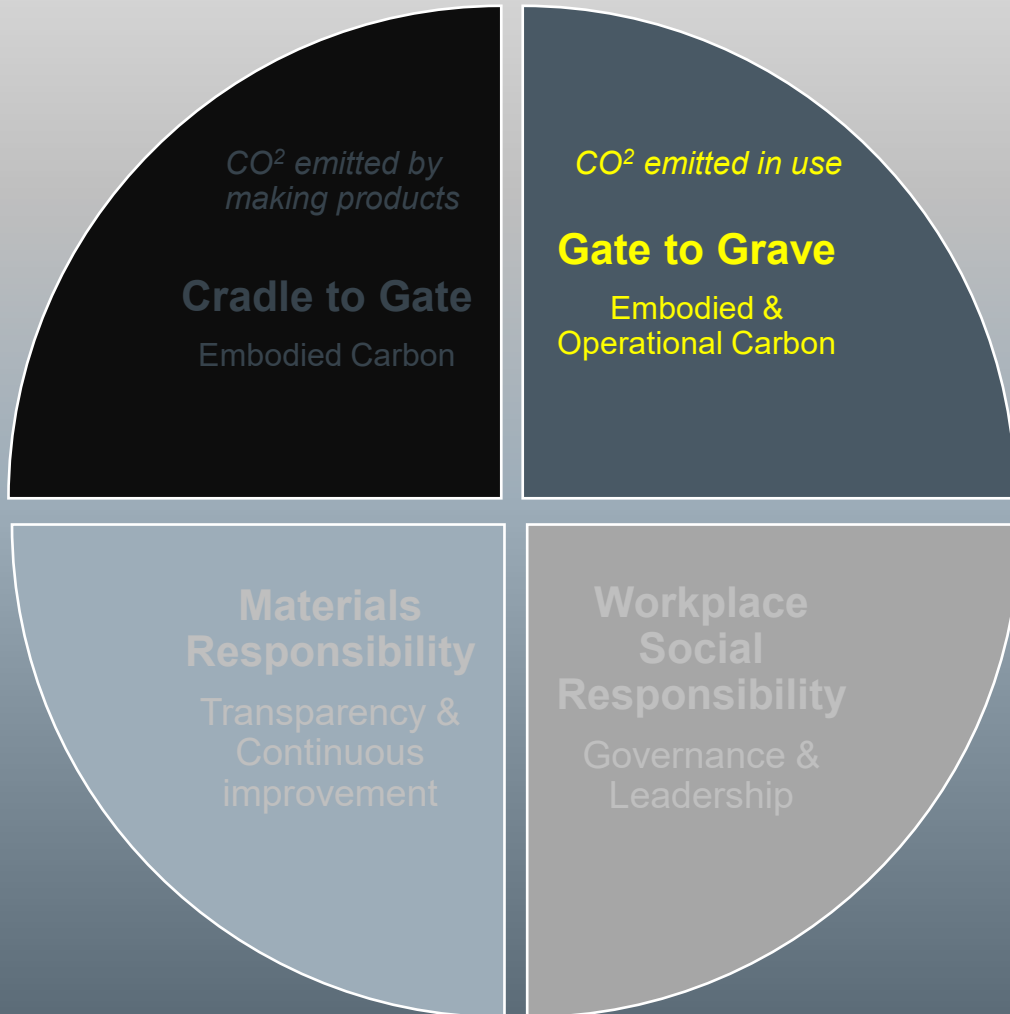 CO² emitted by
making products
Cradle to Gate
Embodied Carbon
CO² emitted in use
Gate to Grave
Embodied &
Operational Carbon
Materials
Responsibility
Transparency &
Continuous
improvement
Workplace
Social
Responsibility
Governance &
Leadership